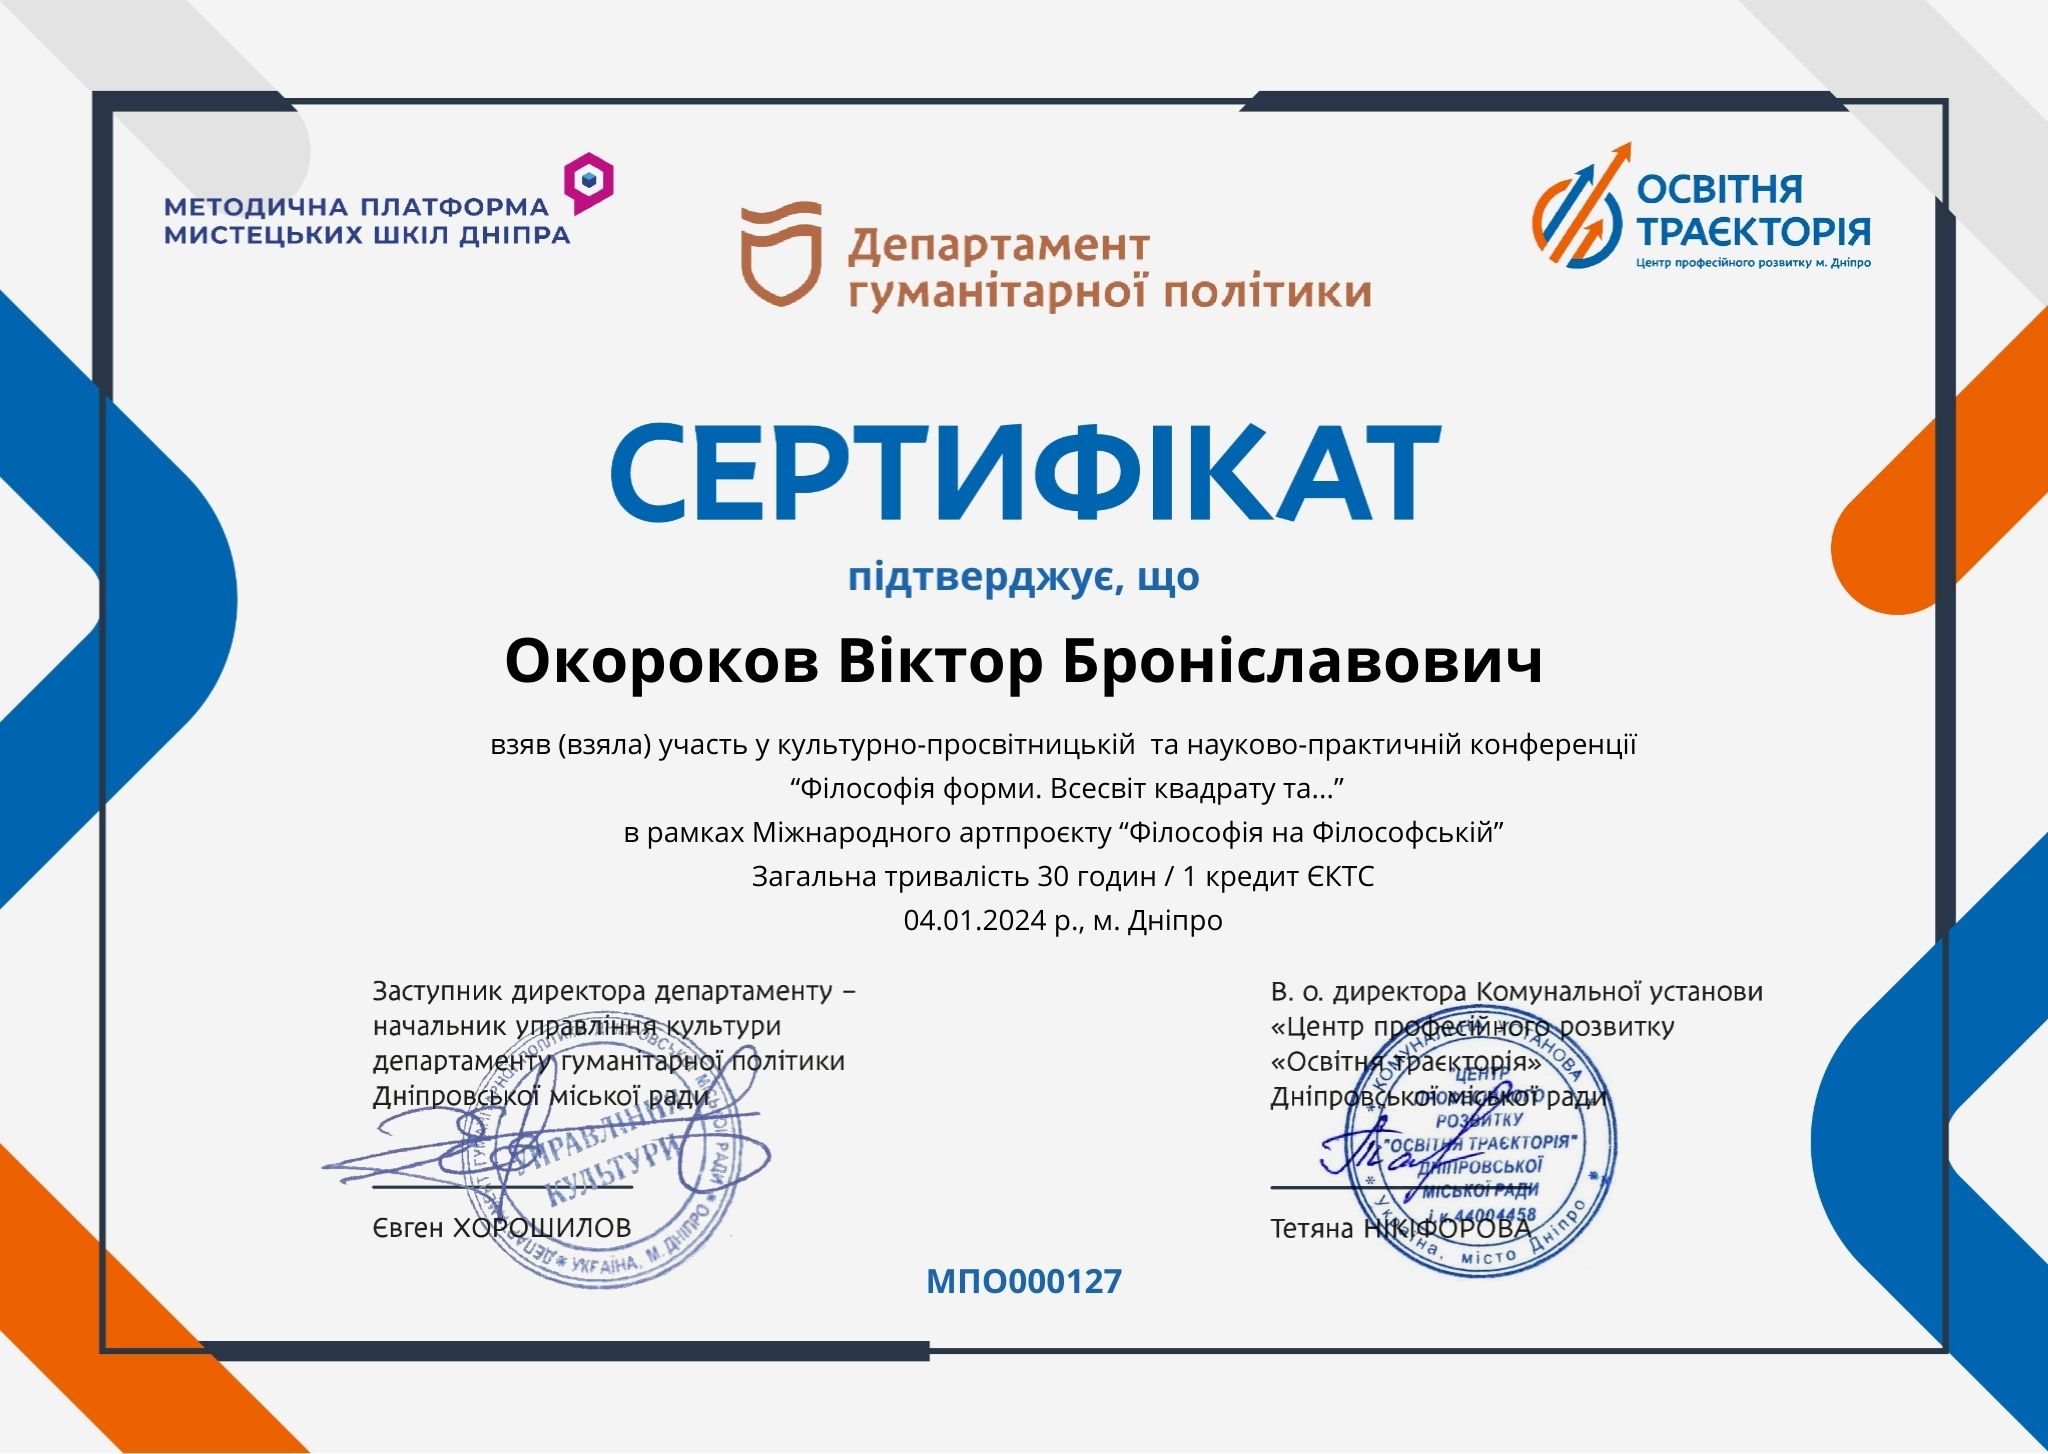 МЕТОДИЧНА ПЛАТФОРМА
МИСТЕЦЬКИХ ШКІЛ ДНІПРА
Департамент
гуманітарної політики
ОСВІТНЯ
ТРАЄКТОРІЯ
Центр професійного розвитку м. Дніпро
СЕРТИФІКАТ
підтверджує, що
Окороков Віктор Броніславович
взяв (взяла) участь у культурно-просвітницькій та науково-практичній конференції
“Філософія форми. Всесвіт квадрату та...”
в рамках Міжнародного артпроєкту “Філософія на Філософській”
Загальна тривалість 30 годин / 1 кредит ЄКТС
04.01.2024 р., м. Дніпро
Заступник директора департаменту –
начальник управління культури
департаменту гуманітарної політики
Дніпровської міської ради
Євген ХОРОШИЛОВ
УПРАВЛІННЯ
КУЛЬТУРИ
УКРАЇНА, М. ДНІПРО
В. о. директора Комунальної установи
«Центр професійного розвитку
«Освітня траєкторія»
Дніпровської міської ради
Тетяна НІКІФОРОВА
КОМУНАЛЬНА УСТАНОВА
"ЦЕНТР
ПРОФЕСІЙНОГО
РОЗВИТКУ
"ОСВІТНЯ ТРАЄКТОРІЯ"
ДНІПРОВСЬКОЇ
МІСЬКОЇ РАДИ
і.к 44004458
Україна, місто Дніпро
МПО000127